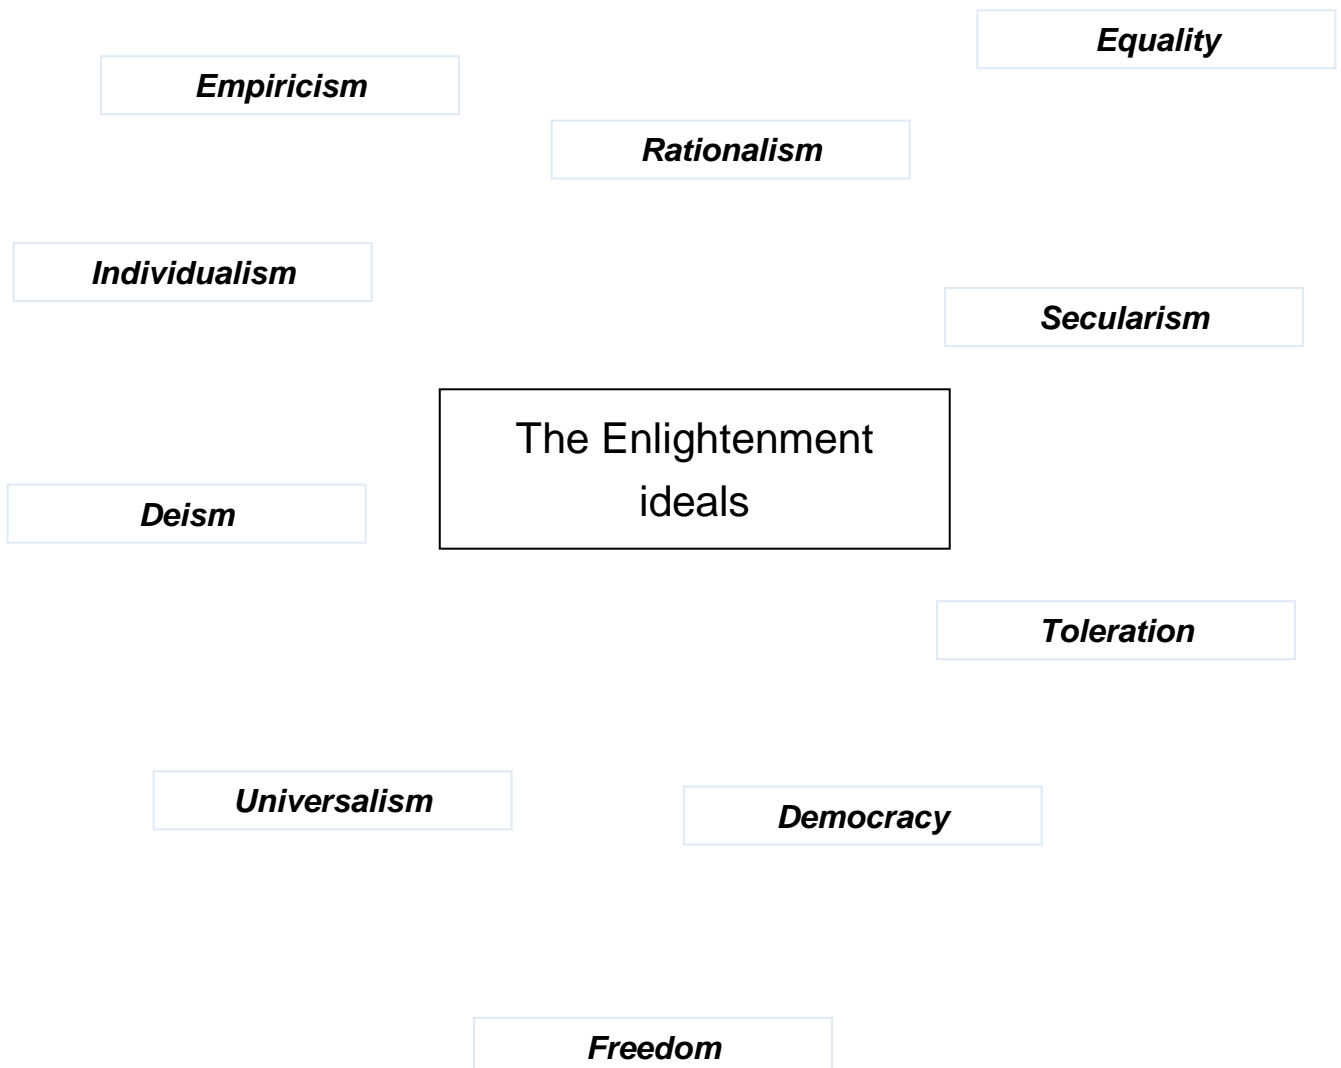 Equality
Empiricism
Rationalism
Individualism
Secularism
The Enlightenment
ideals
Deism
Toleration
Universalism
Democracy
Freedom